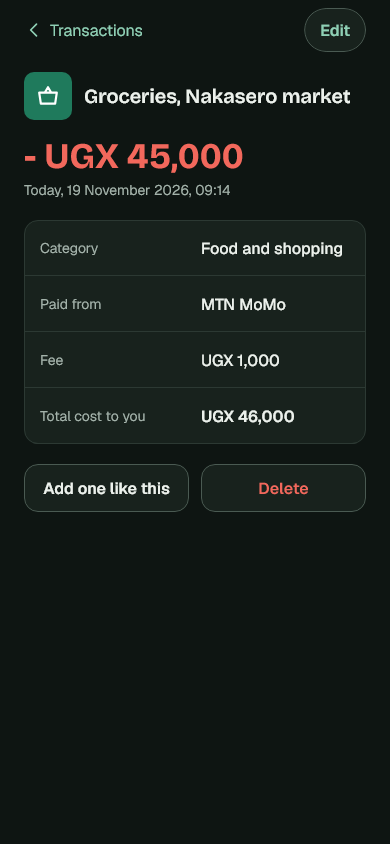 Transactions
Edit
Groceries, Nakasero market
- UGX 45,000
Today, 19 November 2026, 09:14
Category Food and shopping
Paid from MTN MoMo
Fee UGX 1,000
Total cost to you UGX 46,000
Add one like this Delete